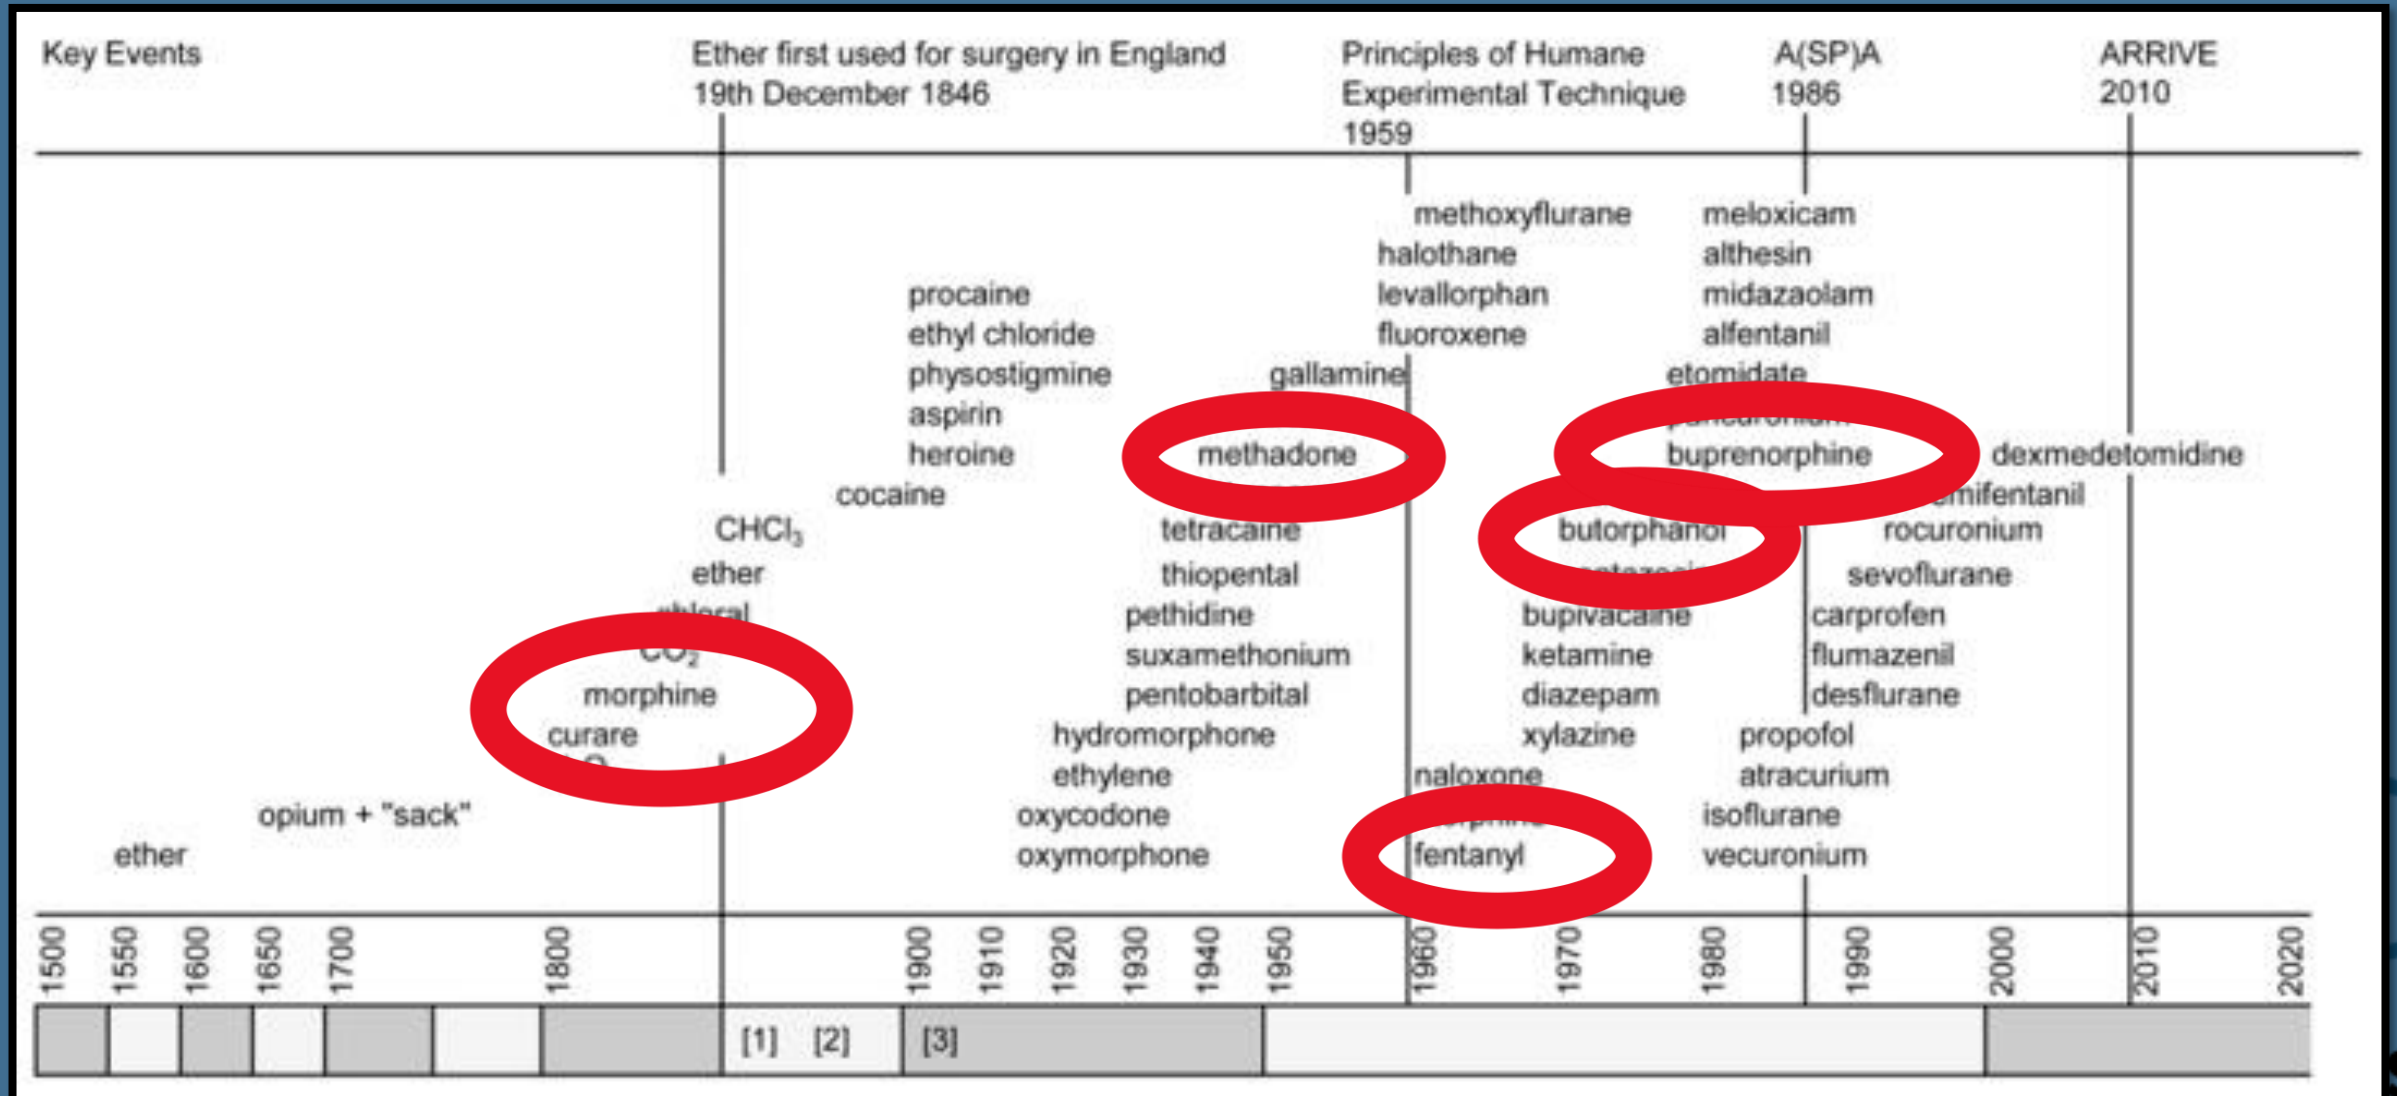 Key Events
Ether first used for surgery in England
19th December 1846
Principles of Humane
Experimental Technique
1959
A(SP)A
1986
ARRIVE
2010
methoxyflurane
meloxicam
halothane
althesin
procaine
levallorphan
midazaolam
ethyl chloride
fluoroxene
alfentanil
physostigmine
gallamine
etomidate
aspirin
heroine
methadone
buprenorphine
dexmedetomidine
cocaine
emifentanil
CHCl₃
tetracaine
butorphanol
rocuronium
ether
thiopental
sevoflurane
chloral
pethidine
bupivacaine
carprofen
CO₂
suxamethonium
ketamine
flumazenil
morphine
pentobarbital
diazepam
desflurane
curare
hydromorphone
xylazine
propofol
ethylene
naloxone
atracurium
opium + "sack"
oxycodone
isoflurane
ether
oxymorphone
fentanyl
vecuronium
1500
1550
1600
1650
1700
1800
1900
1910
1920
1930
1940
1950
1960
1970
1980
1990
2000
2010
2020
[1]
[2]
[3]